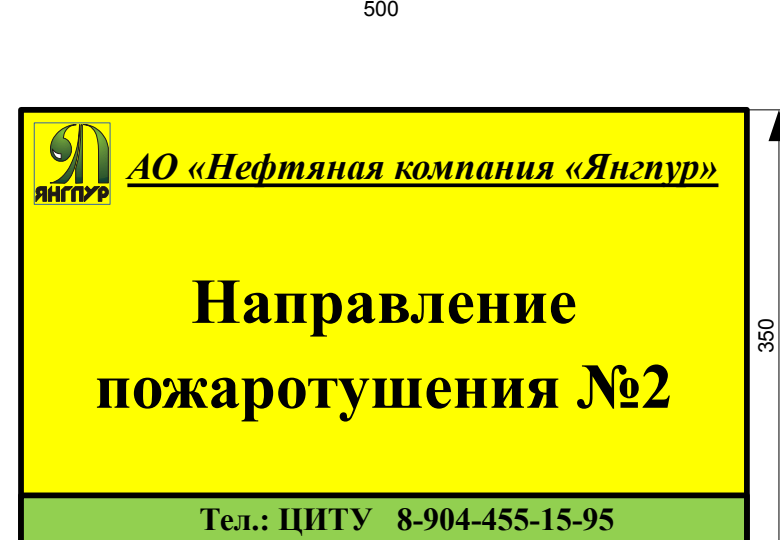 500
ЯНГПУР
АО «Нефтяная компания «Янгпур»
Направление
пожаротушения №2
350
Тел.: ЦИТУ 8-904-455-15-95